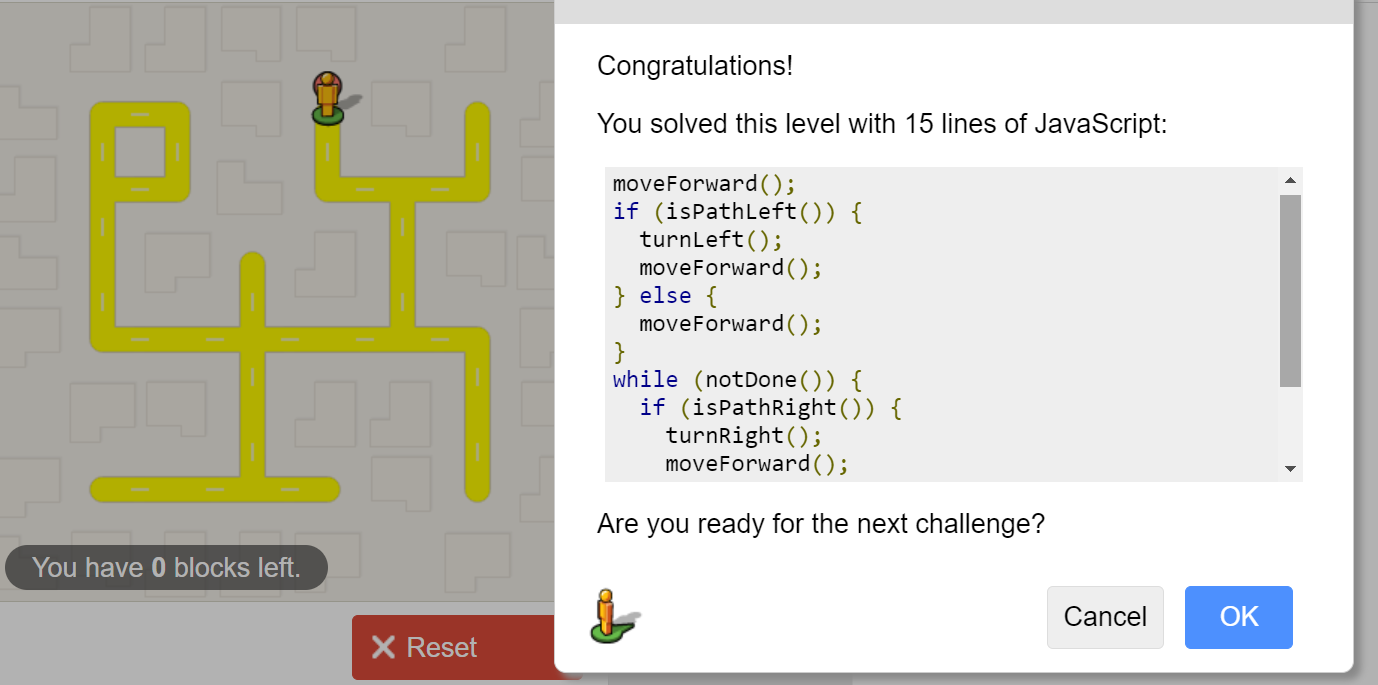 Congratulations!
You solved this level with 15 lines of JavaScript:
moveForward();
if (isPathLeft()) {
  turnLeft();
  moveForward();
} else {
  moveForward();
}
while (notDone()) {
  if (isPathRight()) {
    turnRight();
    moveForward();
Are you ready for the next challenge?
You have 0 blocks left.
Cancel
OK
Reset